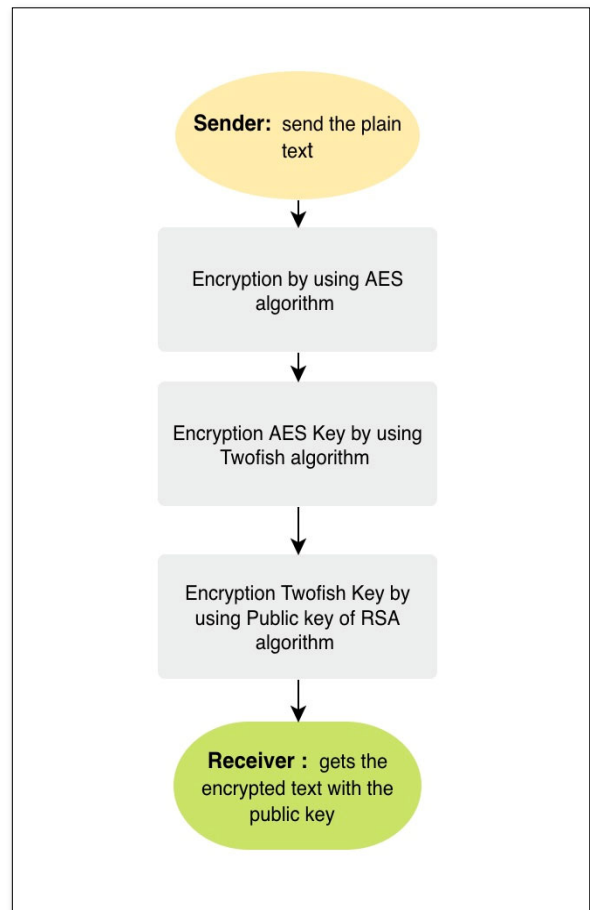 Sender: send the plain
text
Encryption by using AES
algorithm
Encryption AES Key by using
Twofish algorithm
Encryption Twofish Key by
using Public key of RSA
algorithm
Receiver : gets the
encrypted text with the
public key